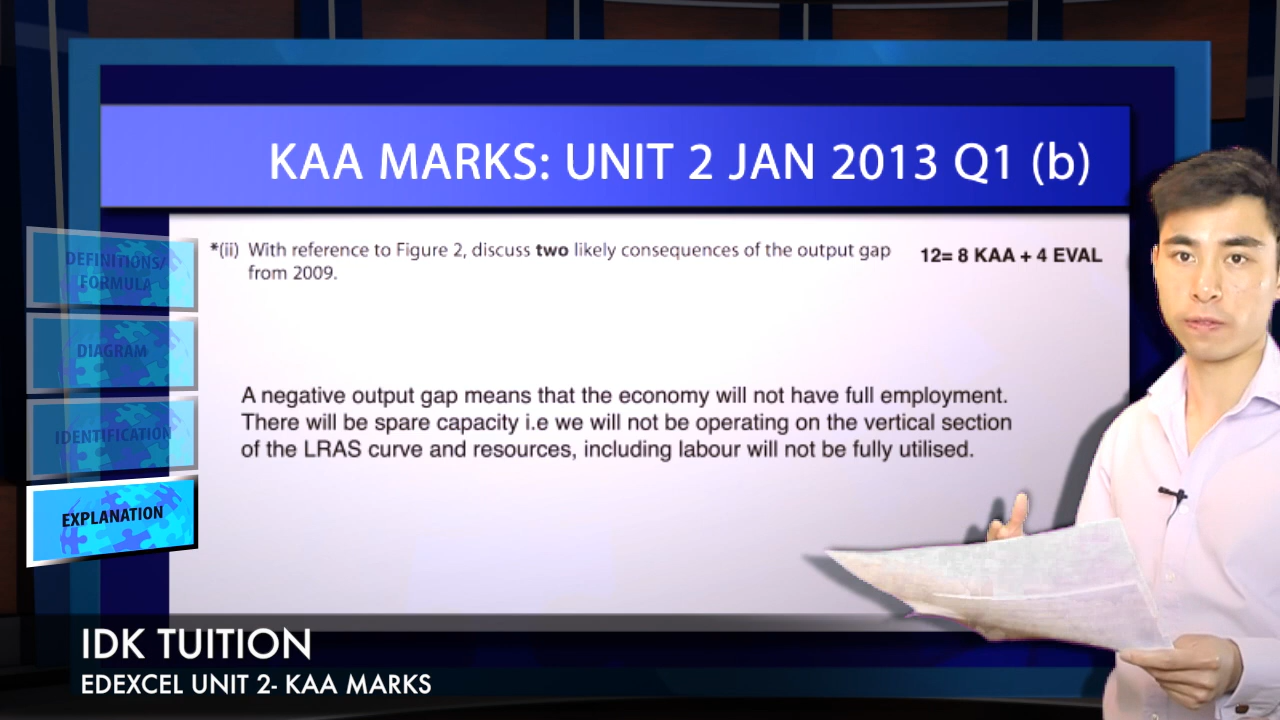 KAA MARKS: UNIT 2 JAN 2013 Q1 (b)
*(ii) With reference to Figure 2, discuss two likely consequences of the output gap
from 2009.
12= 8 KAA + 4 EVAL
DEFINITIONS/
FORMULA
DIAGRAM
IDENTIFICATION
EXPLANATION
A negative output gap means that the economy will not have full employment.
There will be spare capacity i.e we will not be operating on the vertical section
of the LRAS curve and resources, including labour will not be fully utilised.
IDK TUITION
EDEXCEL UNIT 2- KAA MARKS